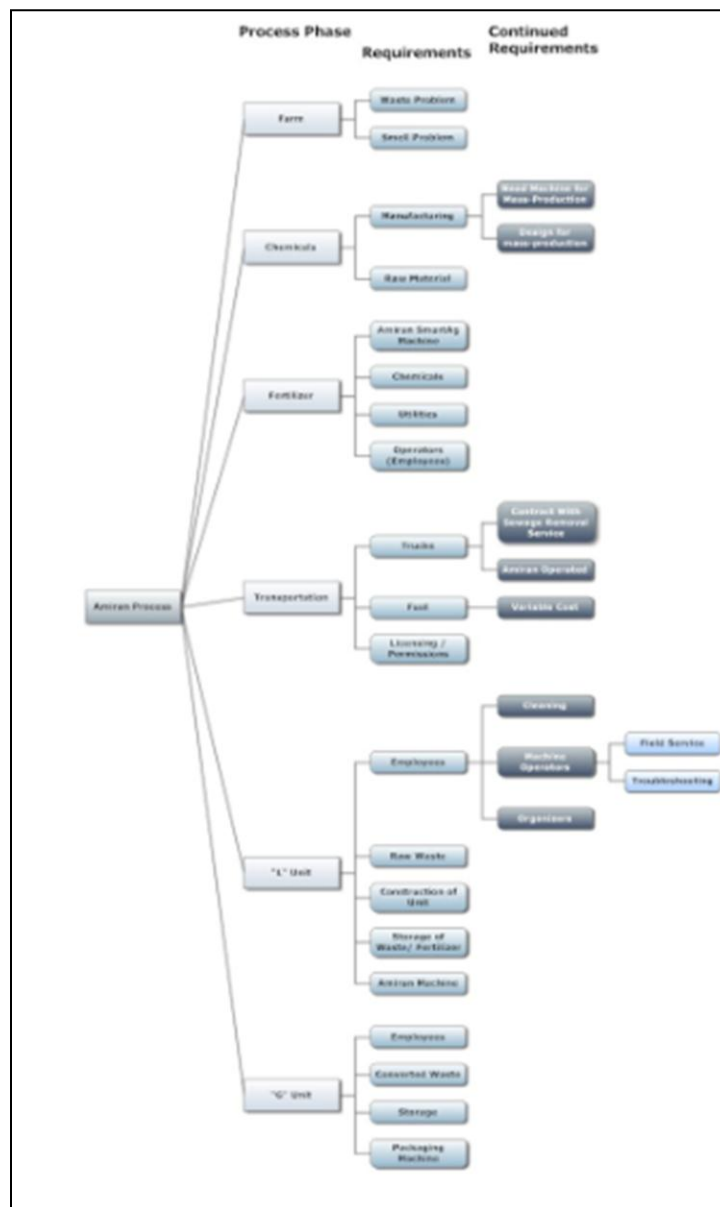 Process Phase
Requirements
Continued
Requirements
Farm
Waste Problem
Smell Problem
Chemicals
Manufacturing
Need Machine for
Mass-Production
Design for
mass-production
Raw Material
Fertilizer
Amiran SmartAg
Machine
Chemicals
Utilities
Operators
(Employees)
Amiran Process
Transportation
Trucks
Contract With
Sewage Removal
Service
Amiran Operated
Fuel
Variable Cost
Licensing /
Permissions
"L" Unit
Employees
Cleaning
Machine
Operators
Field Service
Troubleshooting
Organizers
Raw Waste
Construction of
Unit
Storage of
Waste/ Fertilizer
Amiran Machine
"G" Unit
Employees
Converted Waste
Storage
Packaging
Machine